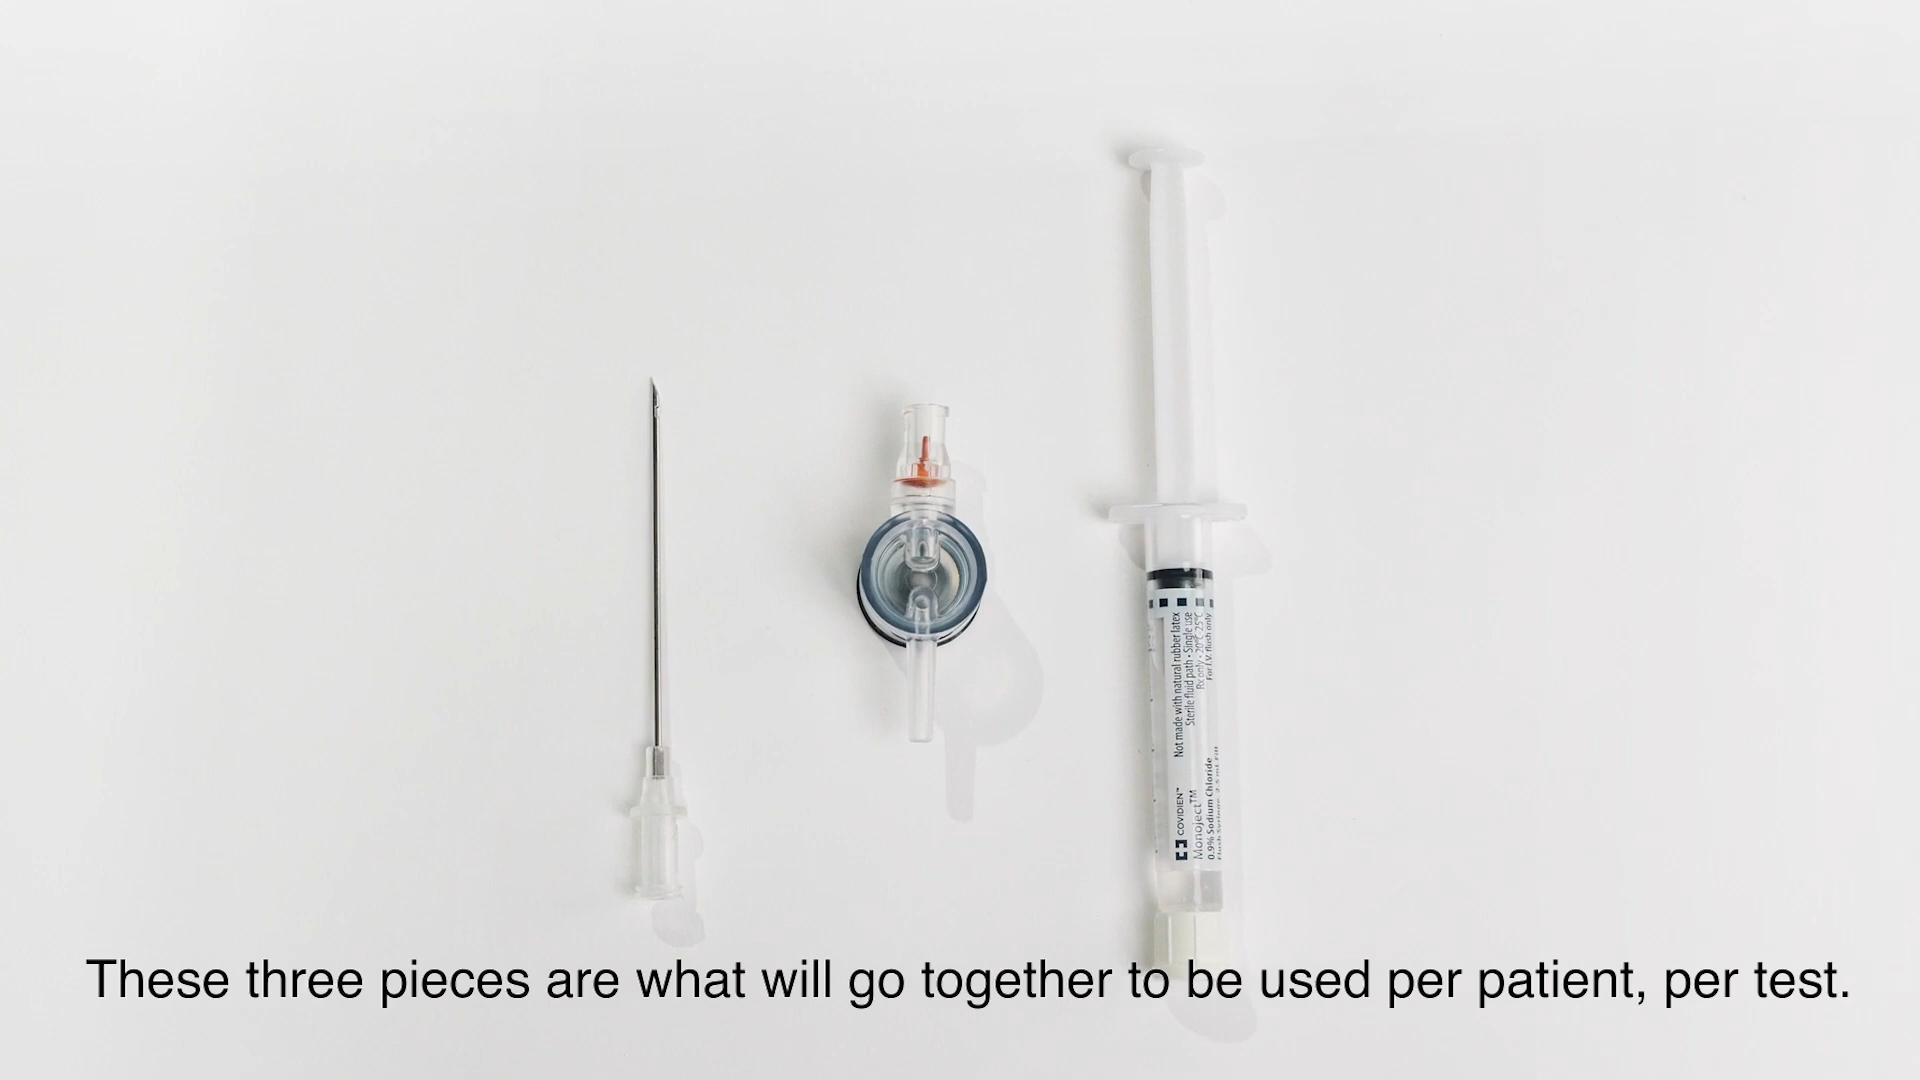 Not made with natural rubber latex
Sterile fluid path • Single use
Rx only • 20°C-25°C
For I.V. flush only
COVIDIEN™
Monoject™
0.9% Sodium Chloride
Flush Syringe
These three pieces are what will go together to be used per patient, per test.